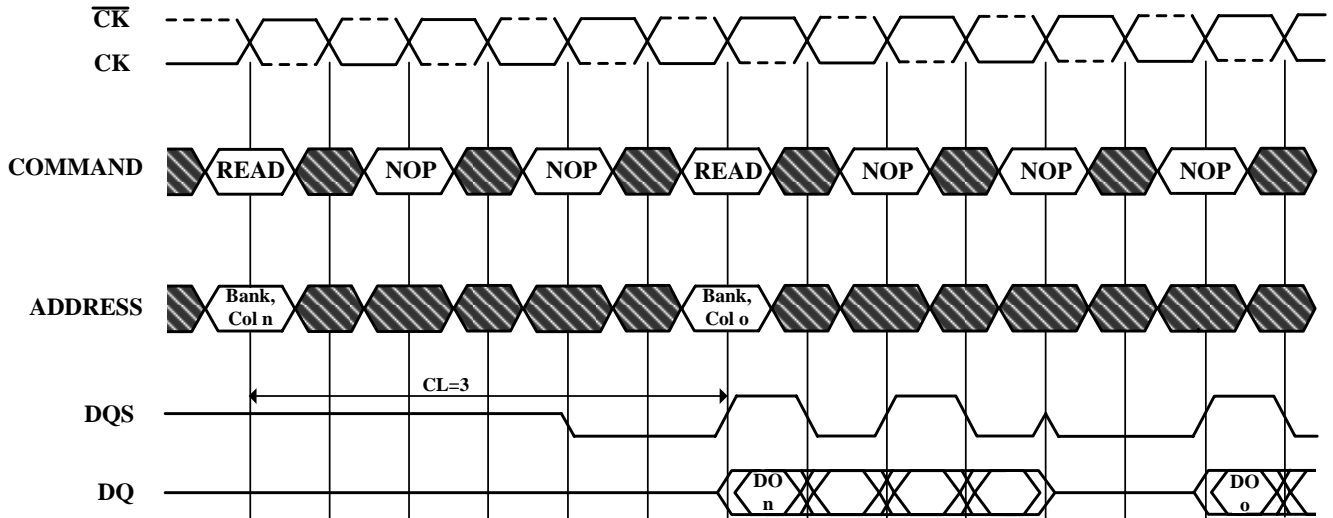 CK
CK
COMMAND READ NOP NOP READ NOP NOP NOP
ADDRESS Bank, Col n Bank, Col o
CL=3
DQS
DQ DO n DO o